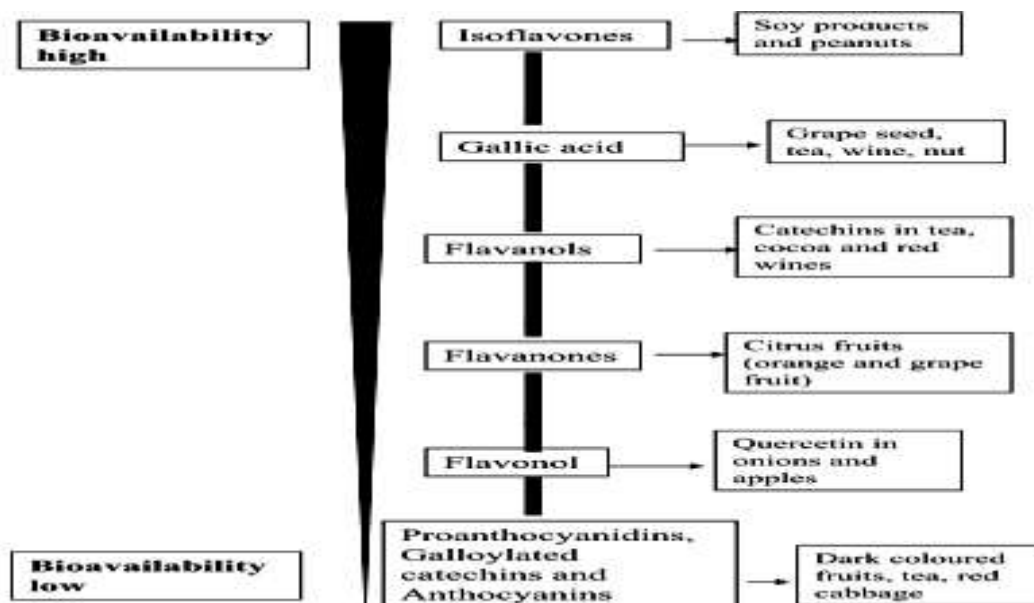 Bioavailability
high
Isoflavones
Soy products
and peanuts
Gallic acid
Grape seed,
tea, wine, nut
Flavanols
Catechins in tea,
cocoa and red
wines
Flavanones
Citrus fruits
(orange and grape
fruit)
Flavonol
Quercetin in
onions and
apples
Bioavailability
low
Proanthocyanidins,
Galloylated
catechins and
Anthocyanins
Dark coloured
fruits, tea, red
cabbage